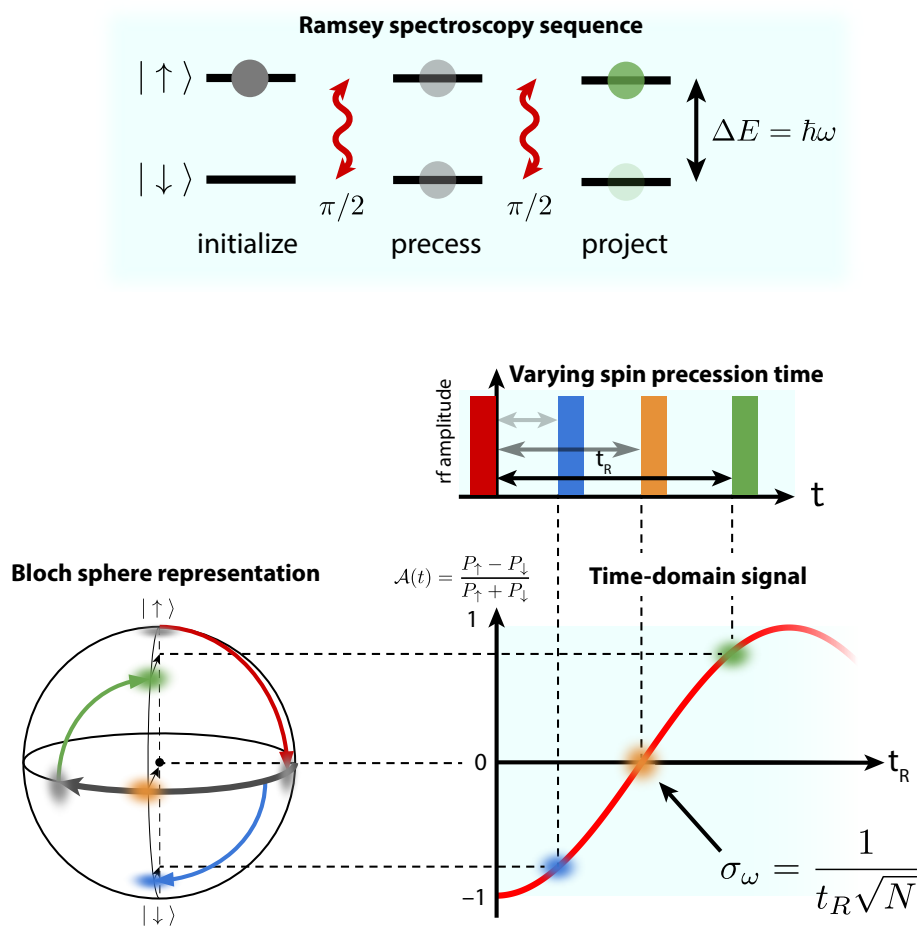 Ramsey spectroscopy sequence
| ↑ ⟩
| ↓ ⟩
π/2
π/2
ΔE = ħω
initialize
precess
project
Varying spin precession time
rf amplitude
t_R
t
Bloch sphere representation
| ↑ ⟩
| ↓ ⟩
A(t) = (P↑ − P↓) / (P↑ + P↓)
Time-domain signal
1
0
−1
t_R
σ_ω = 1 / (t_R √N)